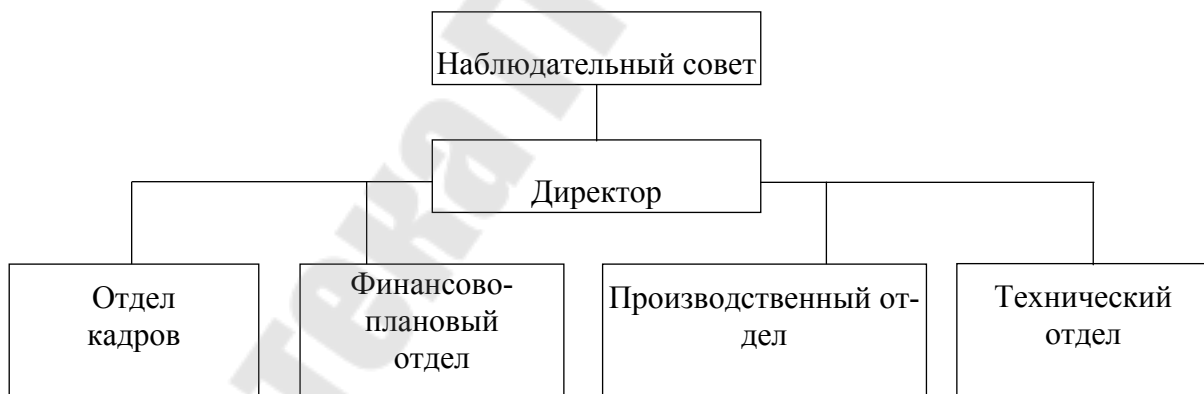 Наблюдательный совет
Директор
Отдел
кадров
Финансово-
плановый
отдел
Производственный от-
дел
Технический
отдел